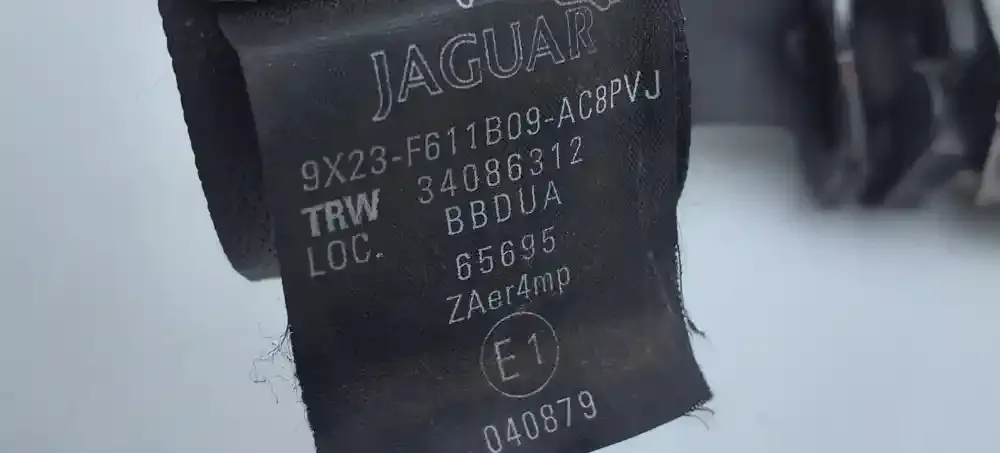 JAGUAR
9X23-F611B09-AC8PVJ
TRW 34086312
LOC. BBDUA
65695
ZAer4mp
E1
040879